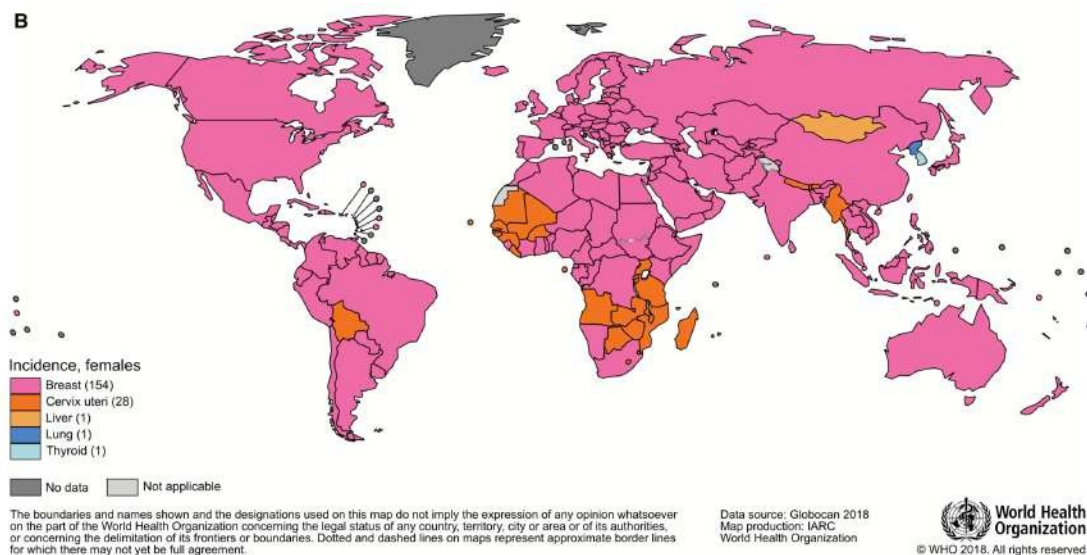 B
Incidence, females
Breast (154)
Cervix uteri (28)
Liver (1)
Lung (1)
Thyroid (1)
No data
Not applicable
The boundaries and names shown and the designations used on this map do not imply the expression of any opinion whatsoever
on the part of the World Health Organization concerning the legal status of any country, territory, city or area or of its authorities,
or concerning the delimitation of its frontiers or boundaries. Dotted and dashed lines on maps represent approximate border lines
for which there may not yet be full agreement.
Data source: Globocan 2018
Map production: IARC
World Health Organization
World Health
Organization
© WHO 2018. All rights reserved